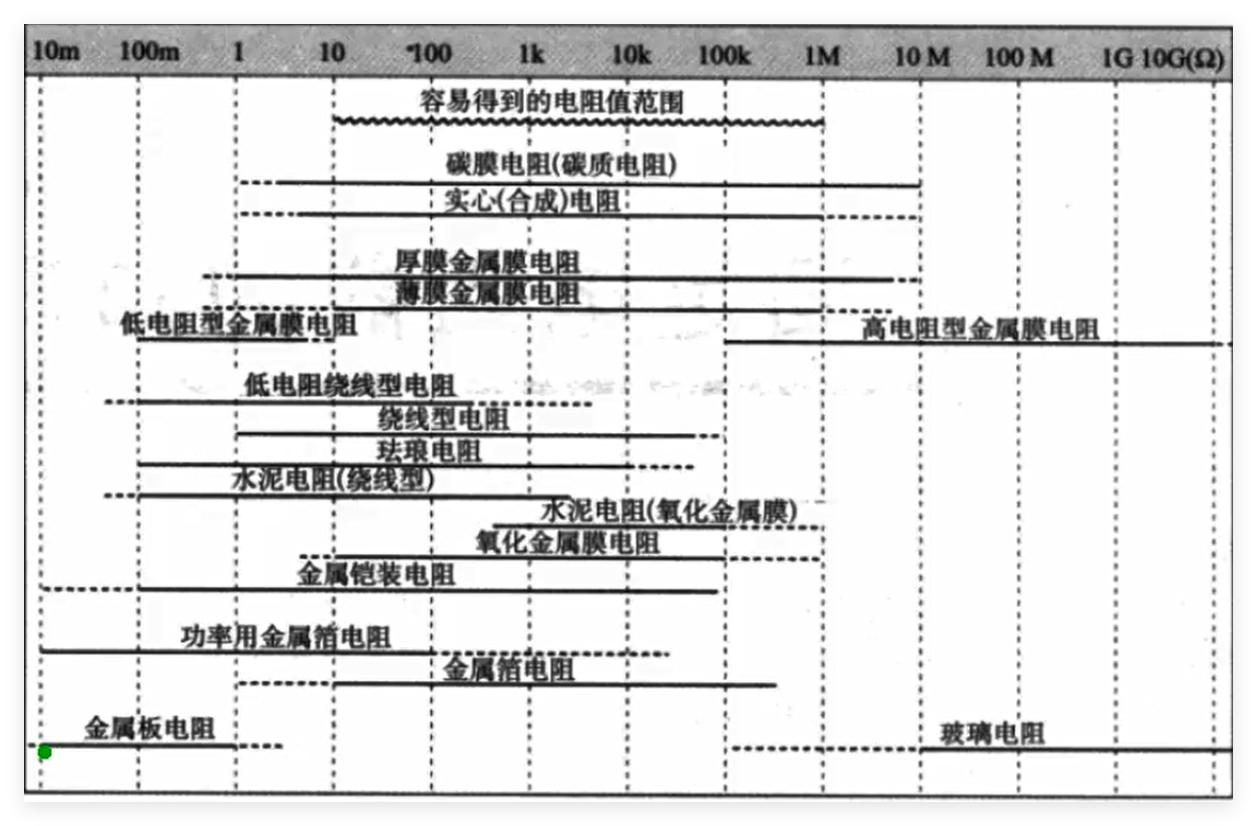 10m 100m 1 10 100 1k 10k 100k 1M 10 M 100 M 1G 10G(Ω)
容易得到的电阻值范围
碳膜电阻(碳质电阻)
实心(合成)电阻
厚膜金属膜电阻
薄膜金属膜电阻
低电阻型金属膜电阻
高电阻型金属膜电阻
低电阻绕线型电阻
绕线型电阻
珐琅电阻
水泥电阻(绕线型)
水泥电阻(氧化金属膜)
氧化金属膜电阻
金属铠装电阻
功率用金属箔电阻
金属箔电阻
金属板电阻
玻璃电阻